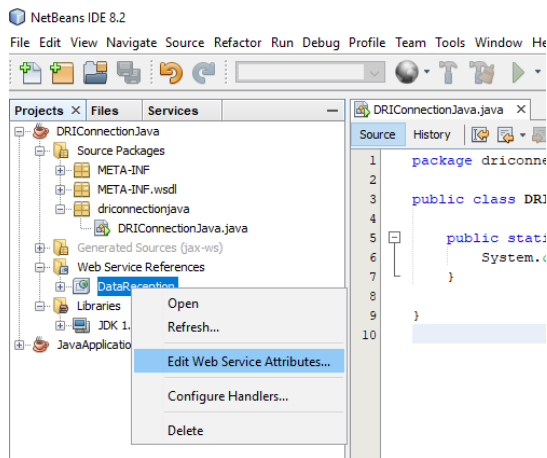 NetBeans IDE 8.2
File Edit View Navigate Source Refactor Run Debug Profile Team Tools Window He
Projects Files Services
DRIConnectionJava
Source Packages
META-INF
META-INF.wsdl
driconnectionjava
DRIConnectionJava.java
Generated Sources (jax-ws)
Web Service References
DataReception
Libraries
JDK 1.
JavaApplicatio
Open
Refresh...
Edit Web Service Attributes...
Configure Handlers...
Delete
DRIConnectionJava.java
Source History
1 package driconne
2
3 public class DRI
4
5 public stati
6 System.o
7 }
8
9 }
10